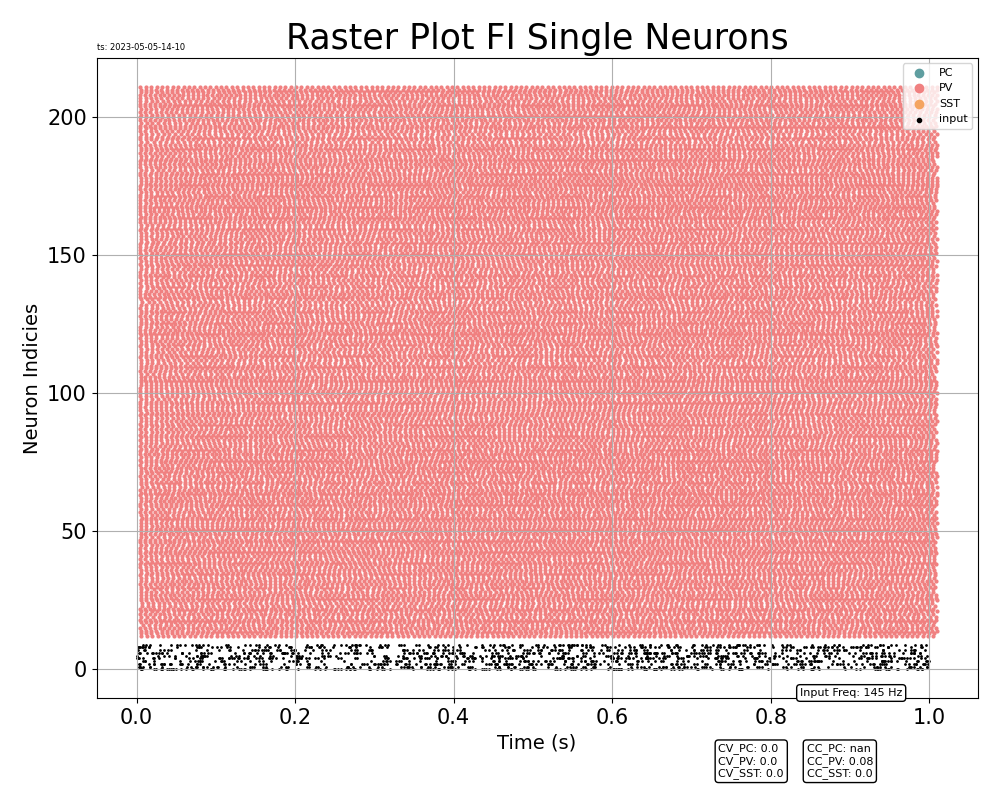 Raster Plot FI Single Neurons
ts: 2023-05-05-14-10
PC
PV
SST
input
200
150
100
50
0
Neuron Indicies
Input Freq: 145 Hz
0.0 0.2 0.4 0.6 0.8 1.0
Time (s)
CV_PC: 0.0
CV_PV: 0.0
CV_SST: 0.0
CC_PC: nan
CC_PV: 0.08
CC_SST: 0.0